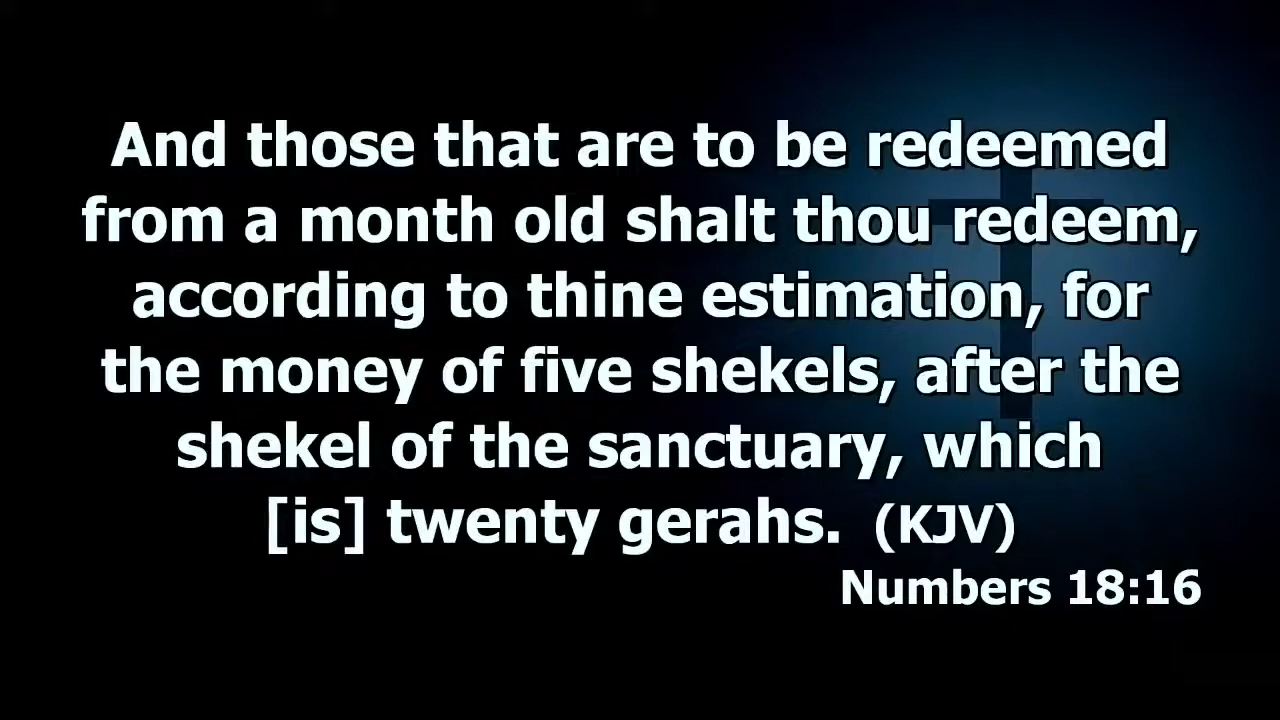 And those that are to be redeemed
from a month old shalt thou redeem,
according to thine estimation, for
the money of five shekels, after the
shekel of the sanctuary, which
[is] twenty gerahs. (KJV)
Numbers 18:16